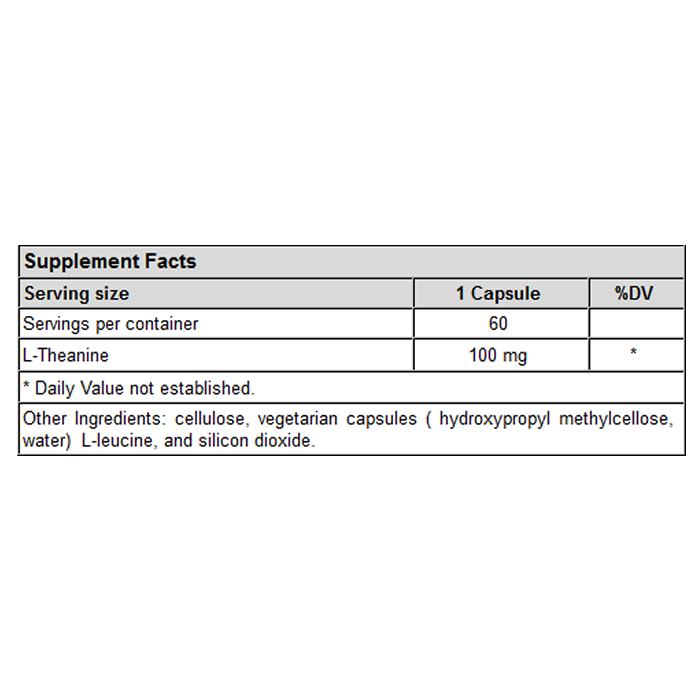 Supplement Facts
Serving size 1 Capsule %DV
Servings per container 60
L-Theanine 100 mg *
* Daily Value not established.
Other Ingredients: cellulose, vegetarian capsules ( hydroxypropyl methylcellose,
water) L-leucine, and silicon dioxide.